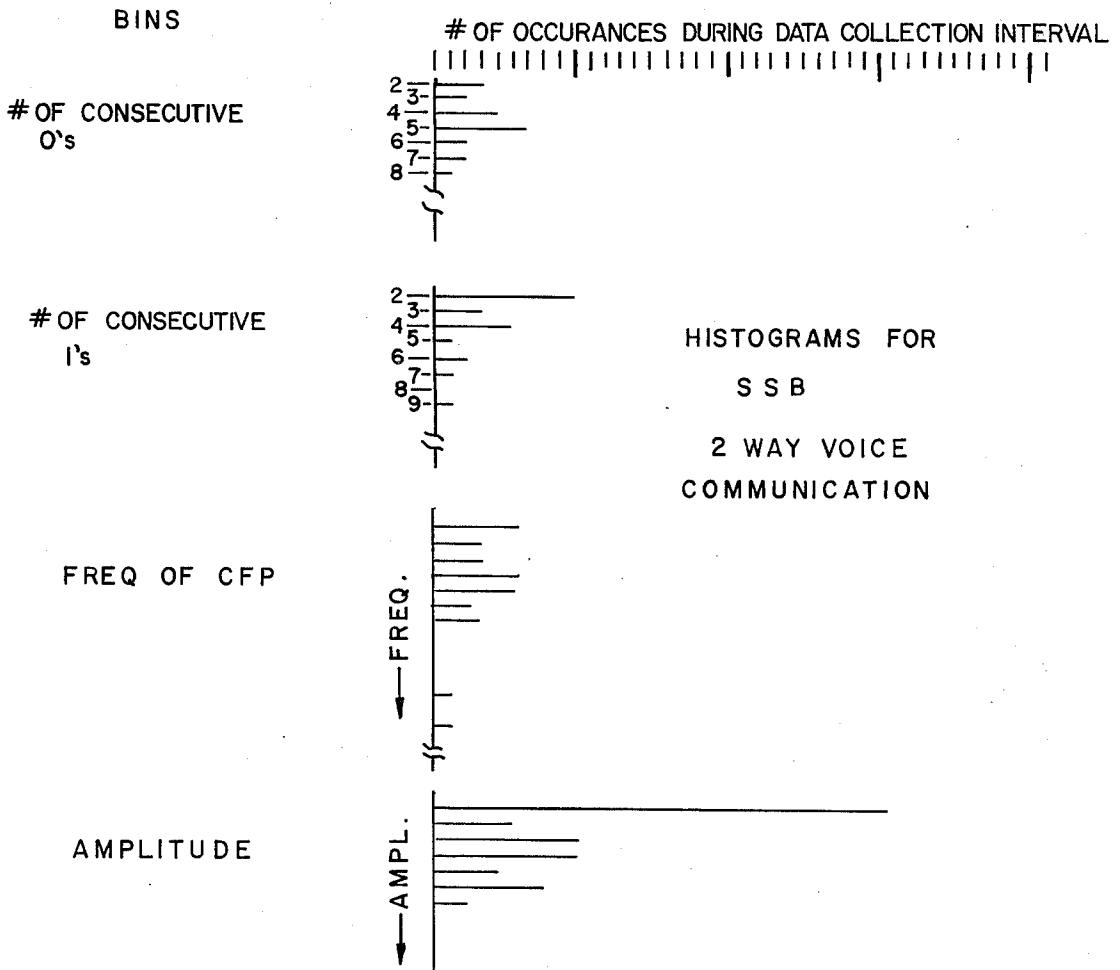 BINS
# OF OCCURANCES DURING DATA COLLECTION INTERVAL
# OF CONSECUTIVE
0's
2
3
4
5
6
7
8
# OF CONSECUTIVE
1's
2
3
4
5
6
7
8
9
HISTOGRAMS FOR
SSB
2 WAY VOICE
COMMUNICATION
FREQ OF CFP
FREQ.
AMPLITUDE
AMPL.